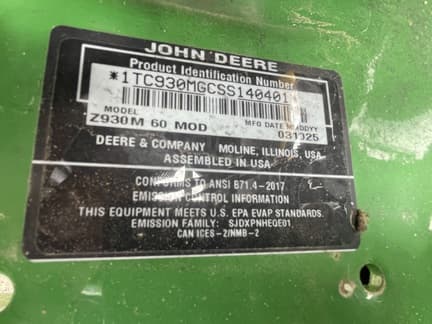 JOHN DEERE
Product Identification Number
*1TC930MGCSS140401
MODEL
MFG DATE MMDDYY
Z930M 60 MOD
031025
DEERE & COMPANY MOLINE, ILLINOIS, USA
ASSEMBLED IN USA
CONFORMS TO ANSI B71.4-2017
EMISSION CONTROL INFORMATION
THIS EQUIPMENT MEETS U.S. EPA EVAP STANDARDS.
EMISSION FAMILY: SJDXPNHEQE01
CAN ICES-2/NMB-2